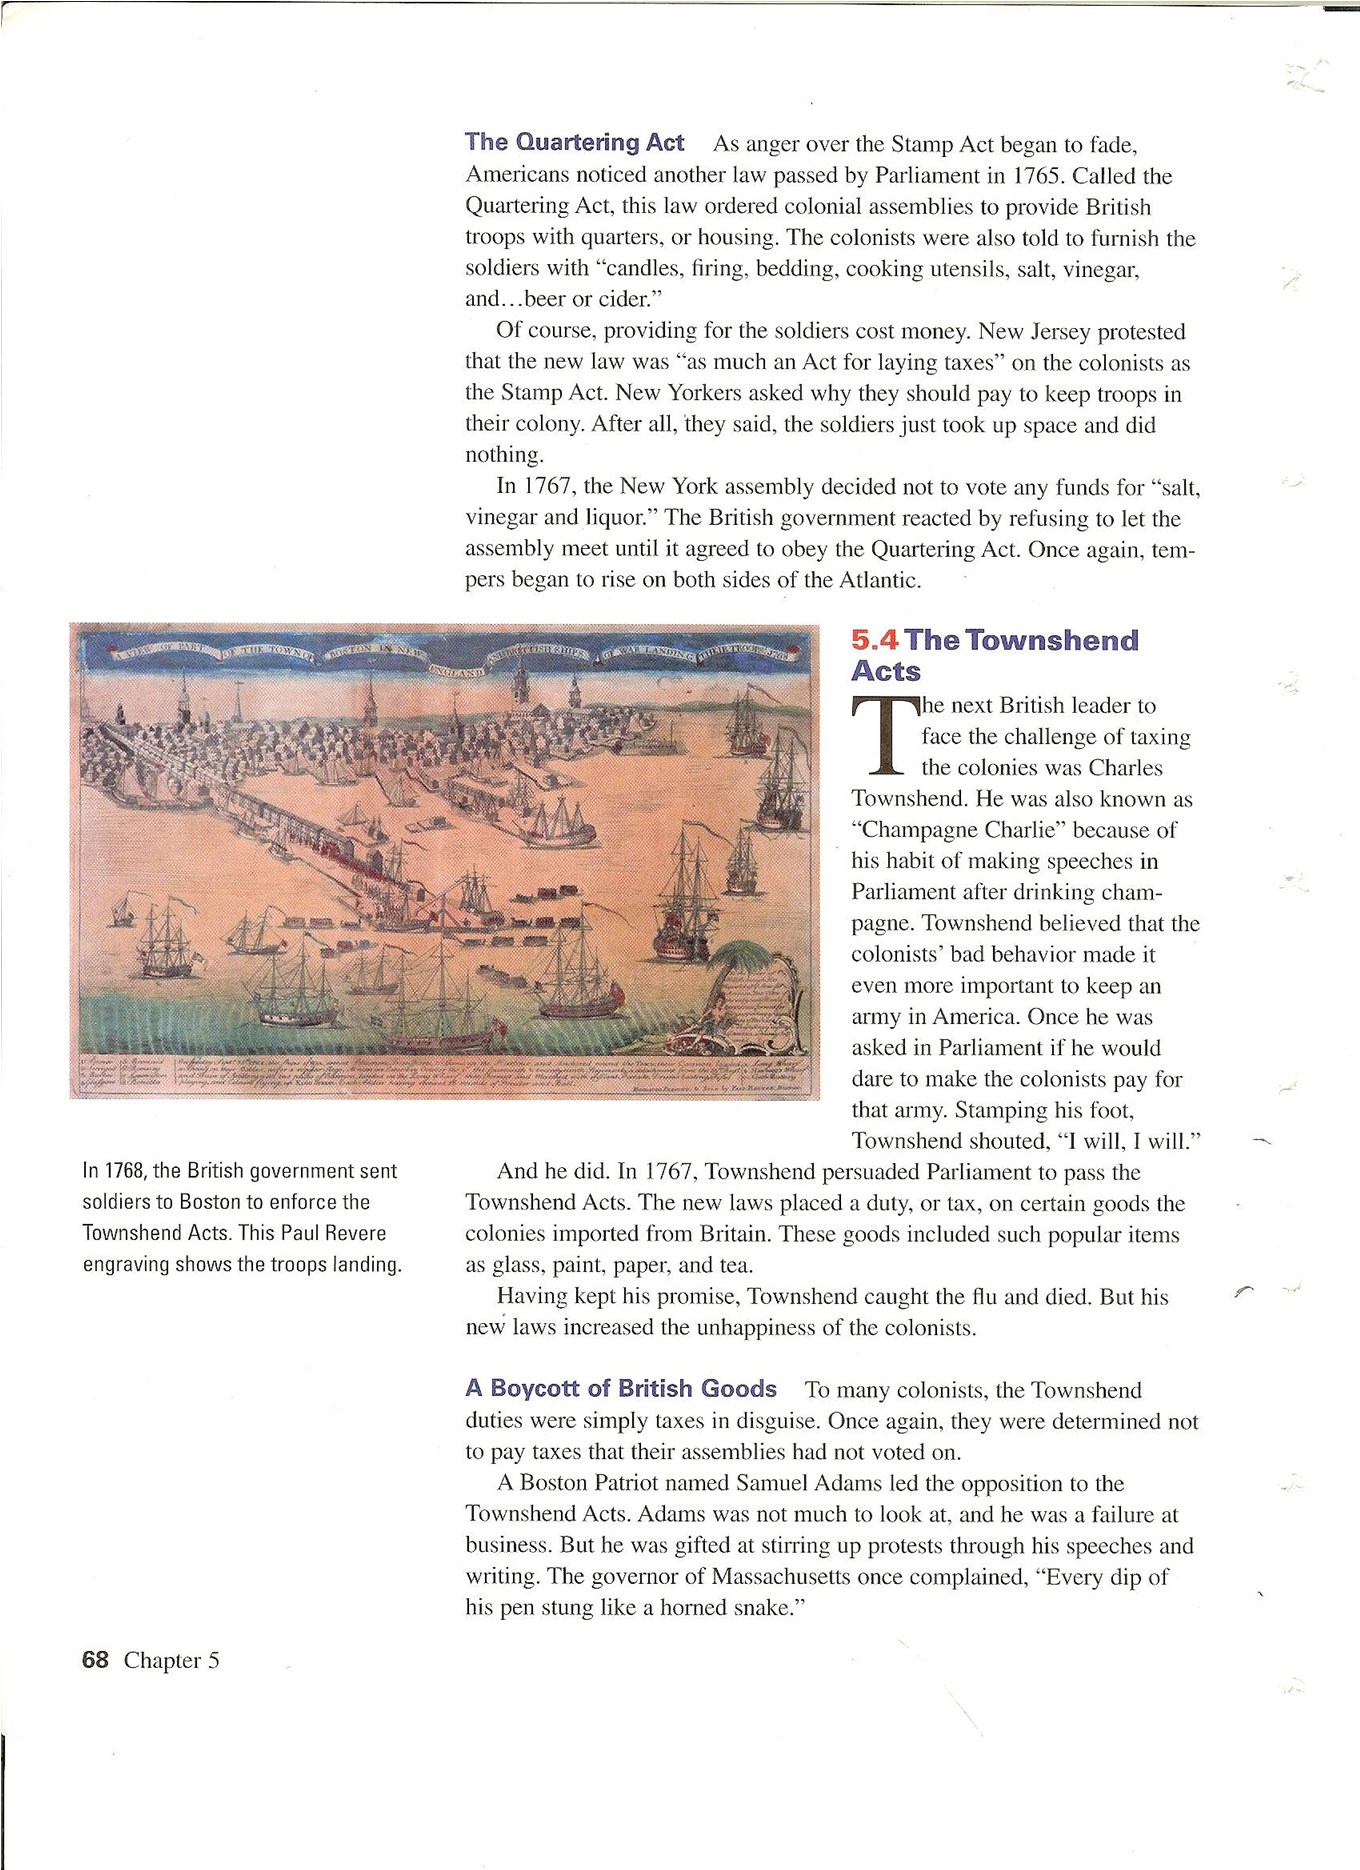 The Quartering Act As anger over the Stamp Act began to fade,
Americans noticed another law passed by Parliament in 1765. Called the
Quartering Act, this law ordered colonial assemblies to provide British
troops with quarters, or housing. The colonists were also told to furnish the
soldiers with “candles, firing, bedding, cooking utensils, salt, vinegar,
and…beer or cider.”
Of course, providing for the soldiers cost money. New Jersey protested
that the new law was “as much an Act for laying taxes” on the colonists as
the Stamp Act. New Yorkers asked why they should pay to keep troops in
their colony. After all, they said, the soldiers just took up space and did
nothing.
In 1767, the New York assembly decided not to vote any funds for “salt,
vinegar and liquor.” The British government reacted by refusing to let the
assembly meet until it agreed to obey the Quartering Act. Once again, tem-
pers began to rise on both sides of the Atlantic.
A VIEW OF PART OF THE TOWN OF BOSTON IN NEW ENGLAND AND BRITISH SHIPS OF WAR LANDING THEIR TROOPS 1768
5.4 The Townshend
Acts
The next British leader to
face the challenge of taxing
the colonies was Charles
Townshend. He was also known as
“Champagne Charlie” because of
his habit of making speeches in
Parliament after drinking cham-
pagne. Townshend believed that the
colonists’ bad behavior made it
even more important to keep an
army in America. Once he was
asked in Parliament if he would
dare to make the colonists pay for
that army. Stamping his foot,
Townshend shouted, “I will, I will.”
In 1768, the British government sent
soldiers to Boston to enforce the
Townshend Acts. This Paul Revere
engraving shows the troops landing.
And he did. In 1767, Townshend persuaded Parliament to pass the
Townshend Acts. The new laws placed a duty, or tax, on certain goods the
colonies imported from Britain. These goods included such popular items
as glass, paint, paper, and tea.
Having kept his promise, Townshend caught the flu and died. But his
new laws increased the unhappiness of the colonists.
A Boycott of British Goods To many colonists, the Townshend
duties were simply taxes in disguise. Once again, they were determined not
to pay taxes that their assemblies had not voted on.
A Boston Patriot named Samuel Adams led the opposition to the
Townshend Acts. Adams was not much to look at, and he was a failure at
business. But he was gifted at stirring up protests through his speeches and
writing. The governor of Massachusetts once complained, “Every dip of
his pen stung like a horned snake.”
68 Chapter 5